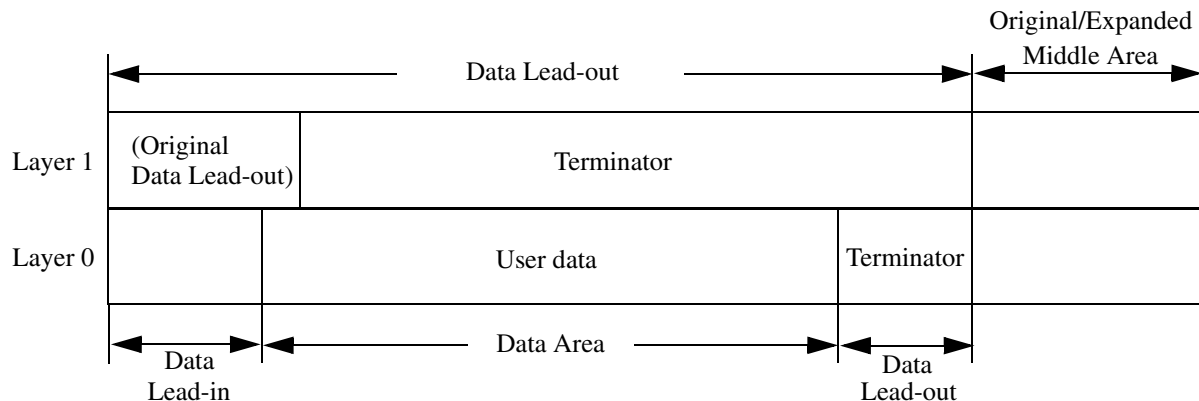 Original/Expanded
Middle Area
Data Lead-out
Layer 1
(Original
Data Lead-out)
Terminator
Layer 0
User data
Terminator
Data
Lead-in
Data Area
Data
Lead-out